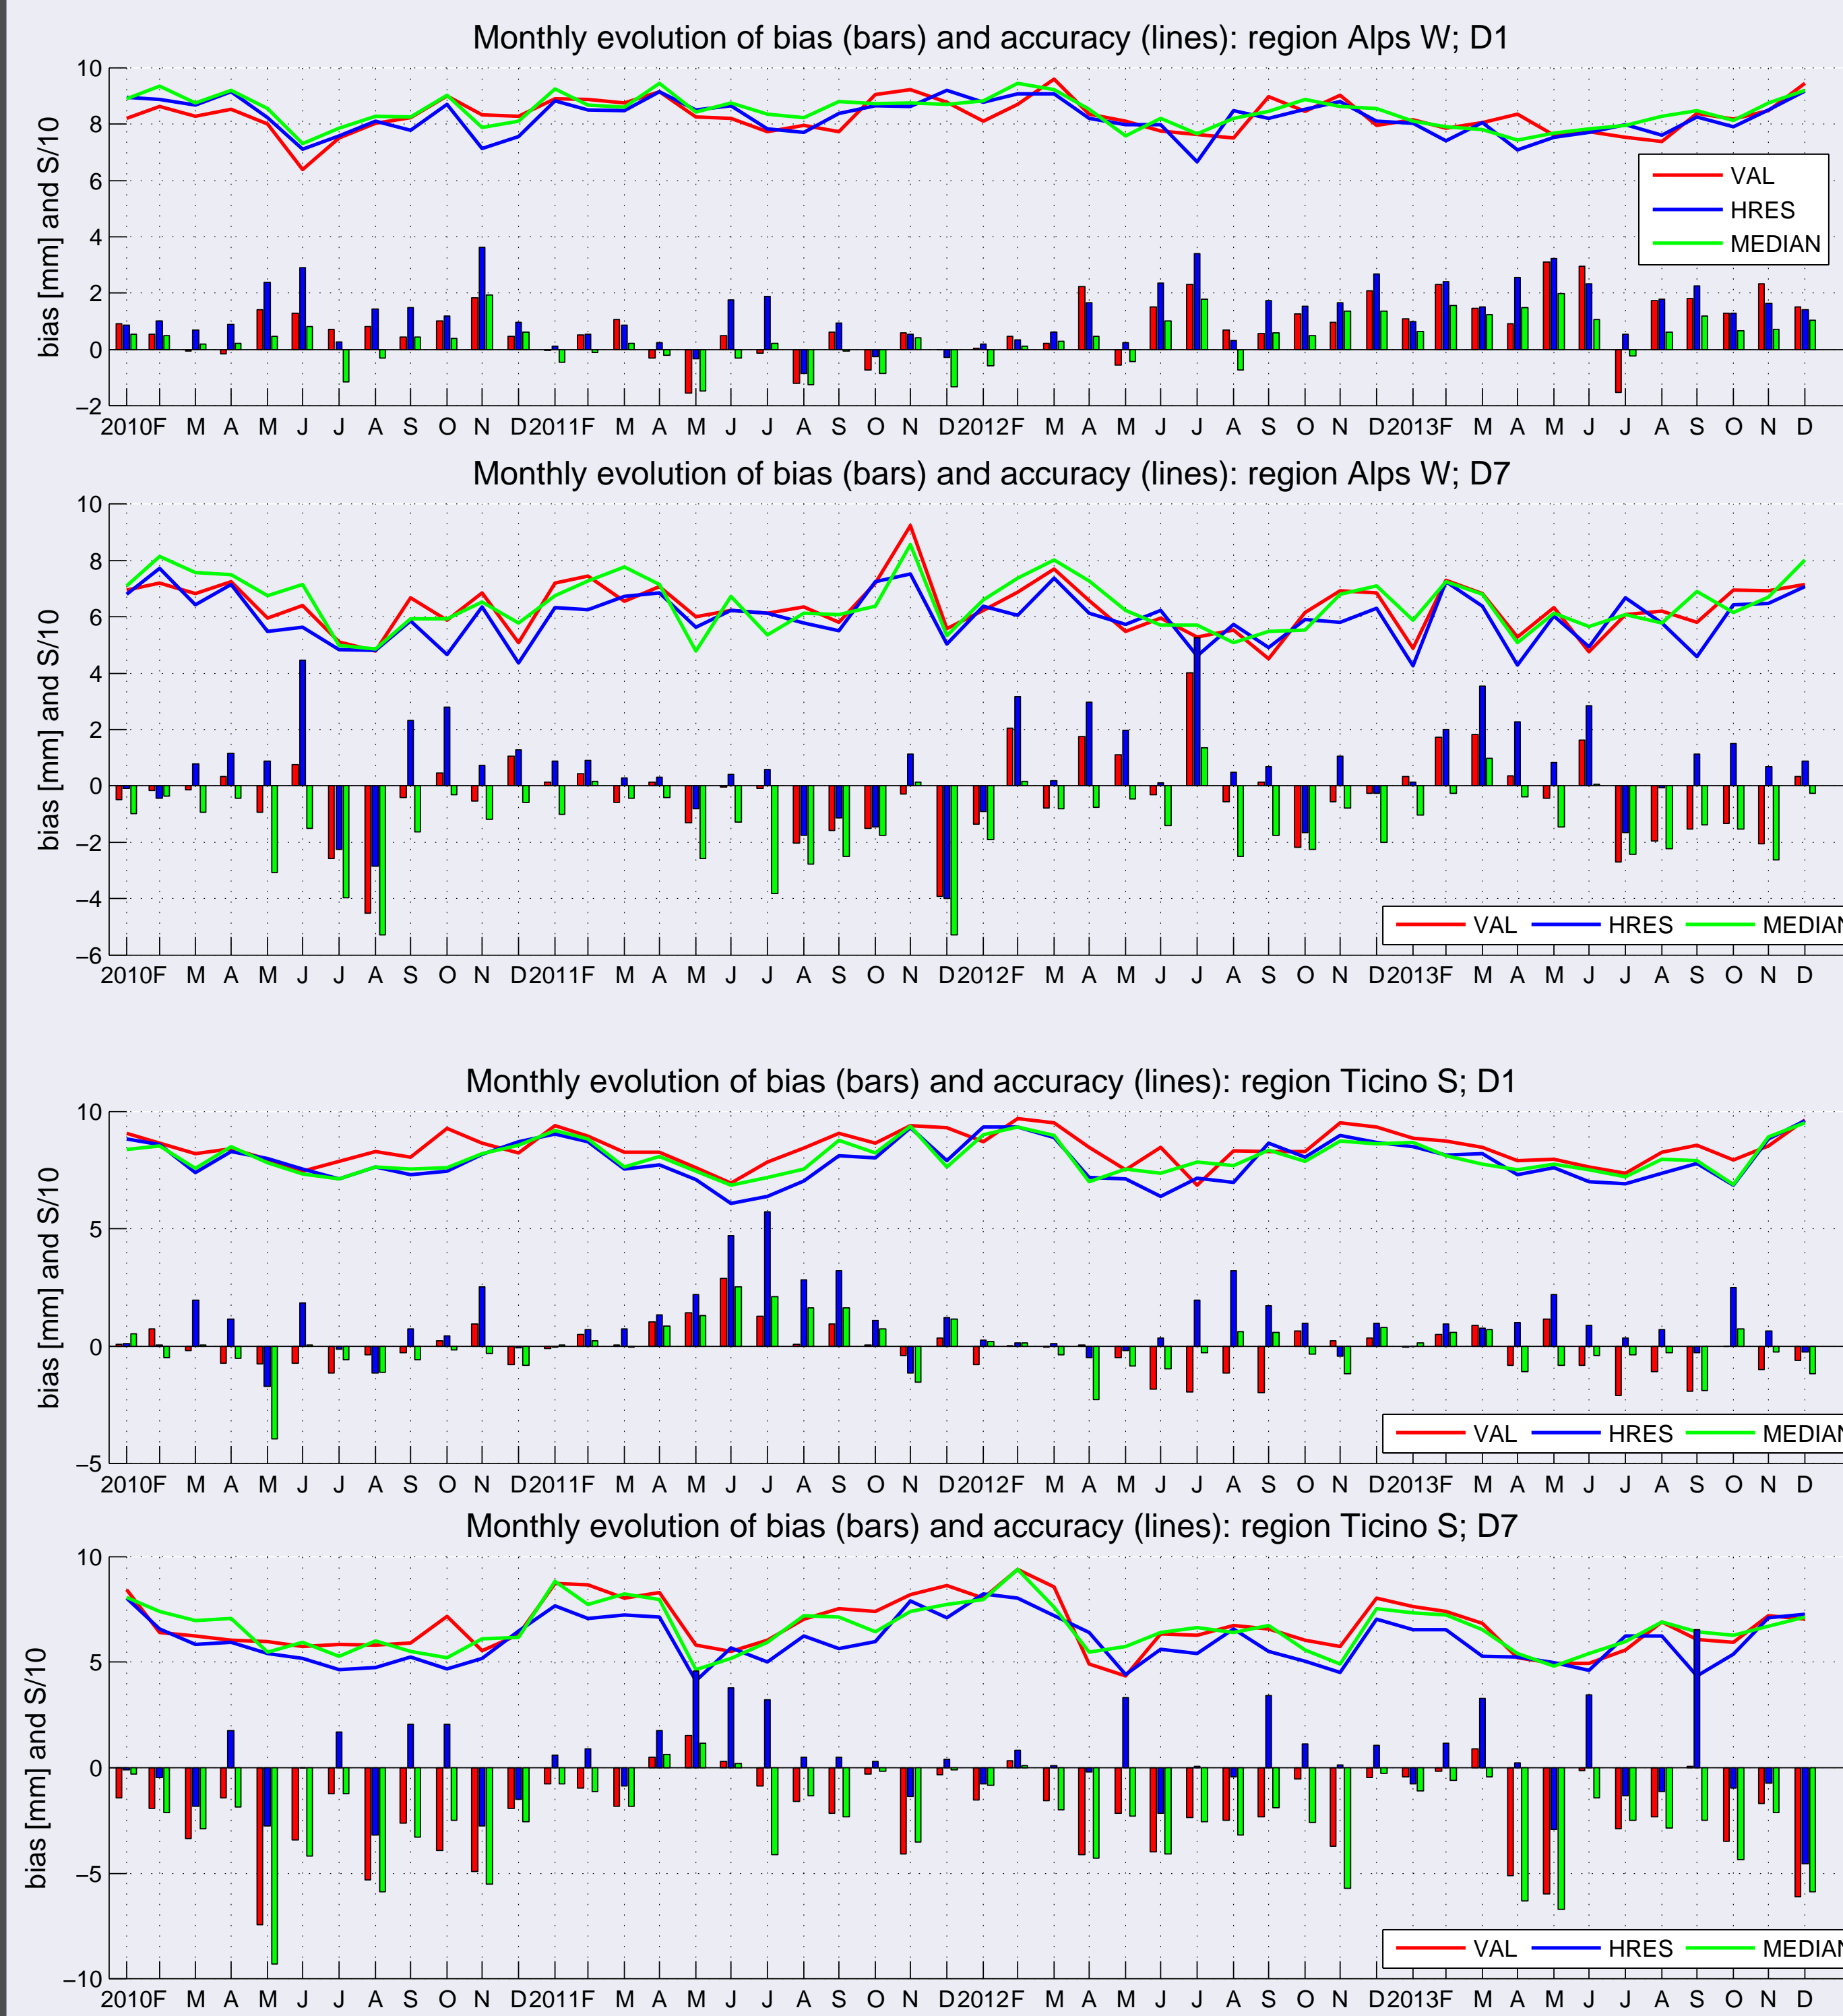 Monthly evolution of bias (bars) and accuracy (lines): region Alps W; D1
bias [mm] and S/10
10
8
6
4
2
0
−2
VAL
HRES
MEDIAN
2010F M A M J J A S O N D2011F M A M J J A S O N D2012F M A M J J A S O N D2013F M A M J J A S O N D
Monthly evolution of bias (bars) and accuracy (lines): region Alps W; D7
bias [mm] and S/10
10
8
6
4
2
0
−2
−4
−6
VAL HRES MEDIAN
2010F M A M J J A S O N D2011F M A M J J A S O N D2012F M A M J J A S O N D2013F M A M J J A S O N D
Monthly evolution of bias (bars) and accuracy (lines): region Ticino S; D1
bias [mm] and S/10
10
5
0
−5
VAL HRES MEDIAN
2010F M A M J J A S O N D2011F M A M J J A S O N D2012F M A M J J A S O N D2013F M A M J J A S O N D
Monthly evolution of bias (bars) and accuracy (lines): region Ticino S; D7
bias [mm] and S/10
10
5
0
−5
−10
VAL HRES MEDIAN
2010F M A M J J A S O N D2011F M A M J J A S O N D2012F M A M J J A S O N D2013F M A M J J A S O N D